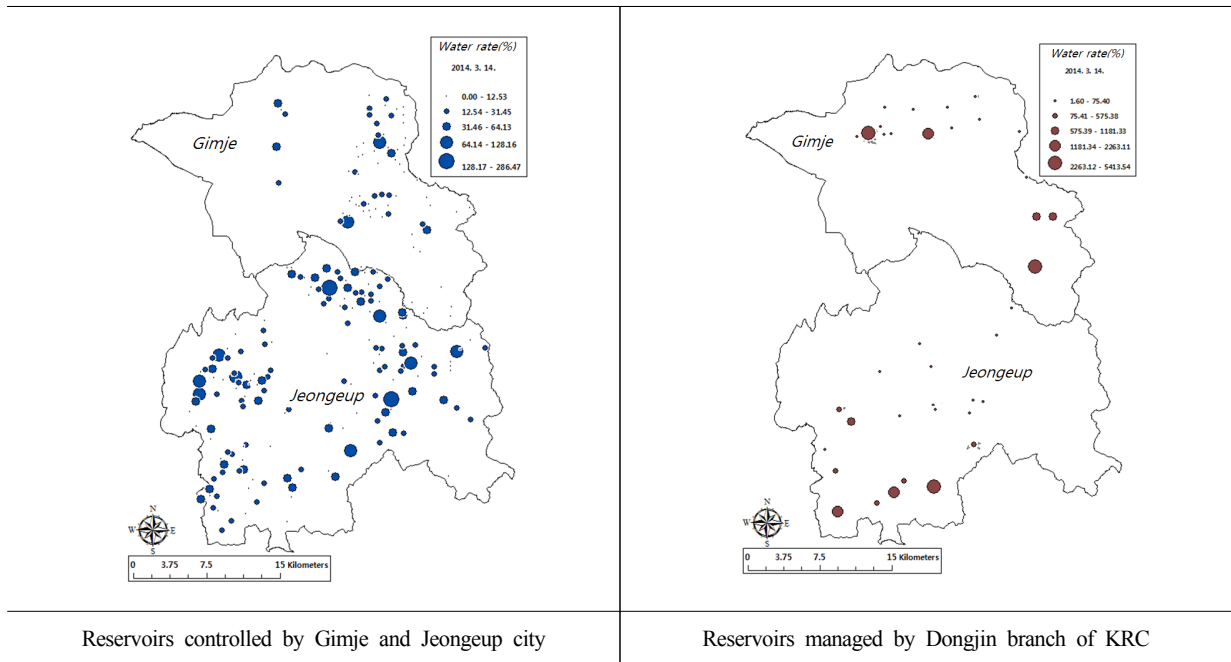 Water rate(%)
2014. 3. 14.
0.00 - 12.53
12.54 - 31.45
31.46 - 64.13
64.14 - 128.16
128.17 - 286.47
Gimje
Jeongeup
N
W E
S
0 3.75 7.5 15 Kilometers
Reservoirs controlled by Gimje and Jeongeup city
Water rate(%)
2014. 3. 14.
1.60 - 75.40
75.41 - 575.38
575.39 - 1181.33
1181.34 - 2263.11
2263.12 - 5413.54
Gimje
Jeongeup
N
W E
S
0 3.75 7.5 15 Kilometers
Reservoirs managed by Dongjin branch of KRC